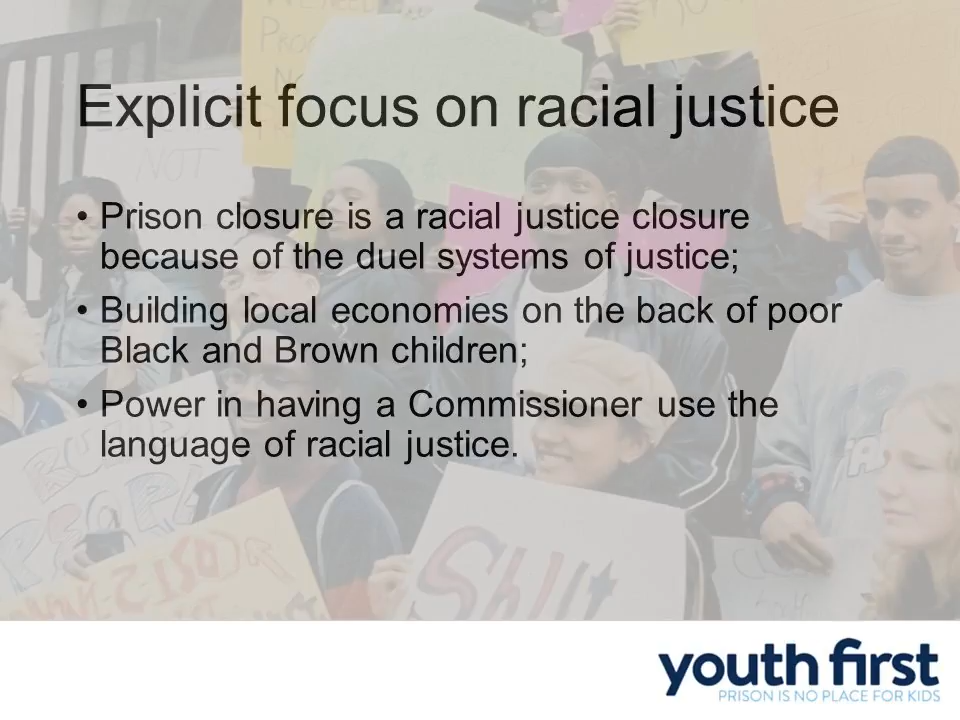 Explicit focus on racial justice
• Prison closure is a racial justice closure
because of the duel systems of justice;
• Building local economies on the back of poor
Black and Brown children;
• Power in having a Commissioner use the
language of racial justice.
NOT
youth first
PRISON IS NO PLACE FOR KIDS